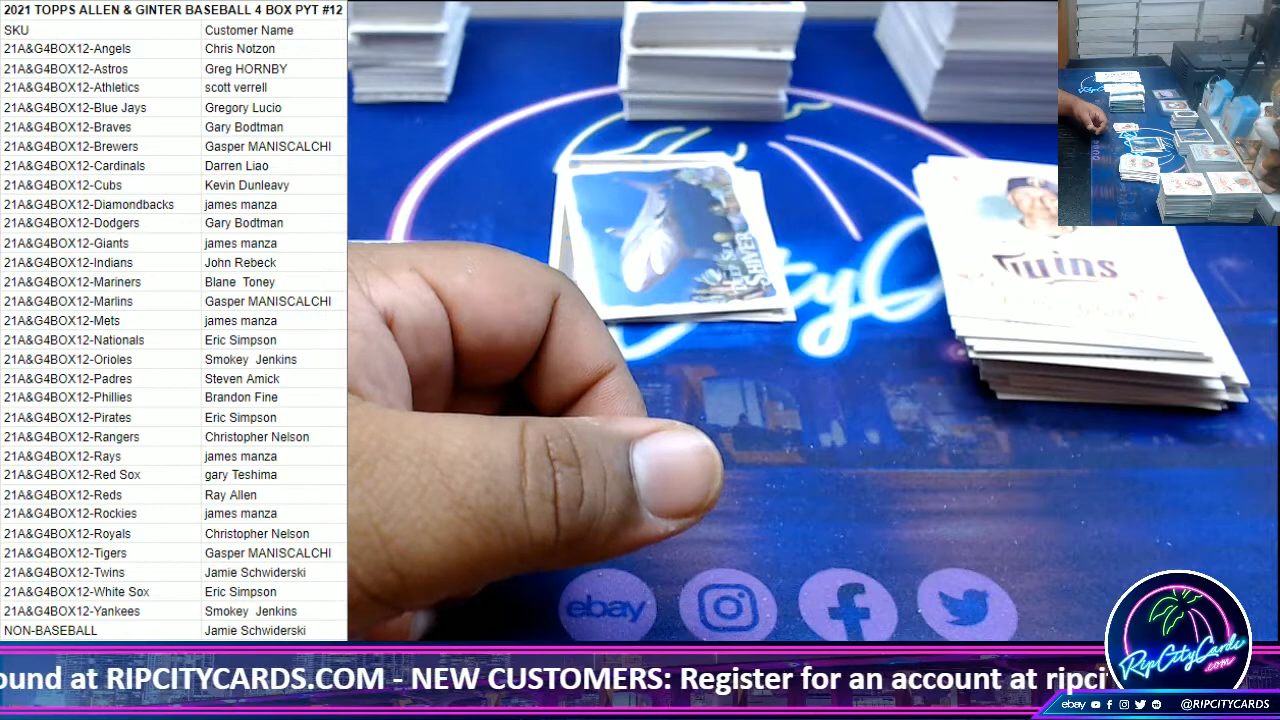 2021 TOPPS ALLEN & GINTER BASEBALL 4 BOX PYT #12
SKU Customer Name
21A&G4BOX12-Angels Chris Notzon
21A&G4BOX12-Astros Greg HORNBY
21A&G4BOX12-Athletics scott verrell
21A&G4BOX12-Blue Jays Gregory Lucio
21A&G4BOX12-Braves Gary Bodtman
21A&G4BOX12-Brewers Gasper MANISCALCHI
21A&G4BOX12-Cardinals Darren Liao
21A&G4BOX12-Cubs Kevin Dunleavy
21A&G4BOX12-Diamondbacks james manza
21A&G4BOX12-Dodgers Gary Bodtman
21A&G4BOX12-Giants james manza
21A&G4BOX12-Indians John Rebeck
21A&G4BOX12-Mariners Blane Toney
21A&G4BOX12-Marlins Gasper MANISCALCHI
21A&G4BOX12-Mets james manza
21A&G4BOX12-Nationals Eric Simpson
21A&G4BOX12-Orioles Smokey Jenkins
21A&G4BOX12-Padres Steven Amick
21A&G4BOX12-Phillies Brandon Fine
21A&G4BOX12-Pirates Eric Simpson
21A&G4BOX12-Rangers Christopher Nelson
21A&G4BOX12-Rays james manza
21A&G4BOX12-Red Sox gary Teshima
21A&G4BOX12-Reds Ray Allen
21A&G4BOX12-Rockies james manza
21A&G4BOX12-Royals Christopher Nelson
21A&G4BOX12-Tigers Gasper MANISCALCHI
21A&G4BOX12-Twins Jamie Schwiderski
21A&G4BOX12-White Sox Eric Simpson
21A&G4BOX12-Yankees Smokey Jenkins
NON-BASEBALL Jamie Schwiderski
SHIVER
Twins
tyC
ebay
RipCityCards
.com
ound at RIPCITYCARDS.COM - NEW CUSTOMERS: Register for an account at ripci
ebay @RIPCITYCARDS